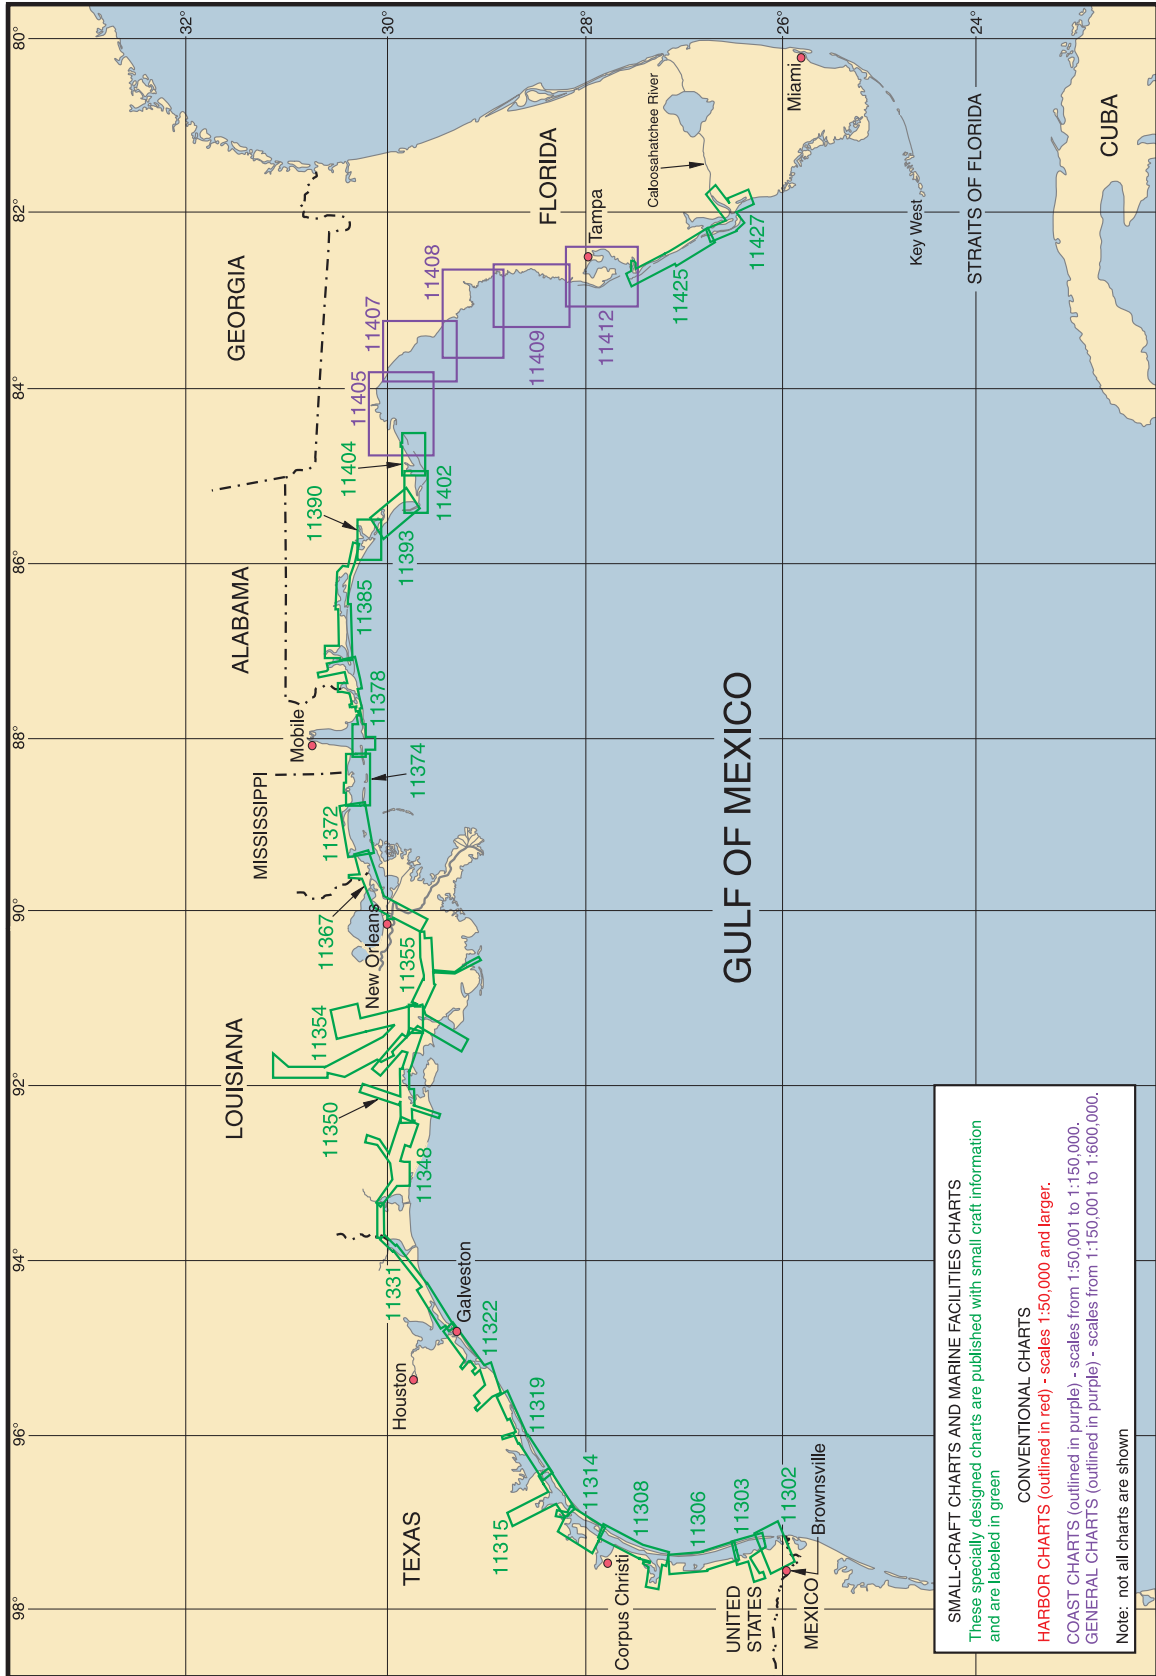 80°
82°
84°
86°
88°
90°
92°
94°
96°
98°
32°
30°
28°
26°
24°
GEORGIA
ALABAMA
MISSISSIPPI
LOUISIANA
TEXAS
FLORIDA
CUBA
UNITED
STATES
MEXICO
GULF OF MEXICO
STRAITS OF FLORIDA
Caloosahatchee River
Miami
Key West
Tampa
Mobile
New Orleans
Galveston
Houston
Corpus Christi
Brownsville
11427
11425
11412
11409
11408
11407
11405
11404
11402
11393
11390
11385
11378
11374
11372
11367
11355
11354
11350
11348
11331
11322
11319
11315
11314
11308
11306
11303
11302
SMALL-CRAFT CHARTS AND MARINE FACILITIES CHARTS
These specially designed charts are published with small craft information
and are labeled in green
CONVENTIONAL CHARTS
HARBOR CHARTS (outlined in red) - scales 1:50,000 and larger.
COAST CHARTS (outlined in purple) - scales from 1:50,001 to 1:150,000.
GENERAL CHARTS (outlined in purple) - scales from 1:150,001 to 1:600,000.
Note: not all charts are shown